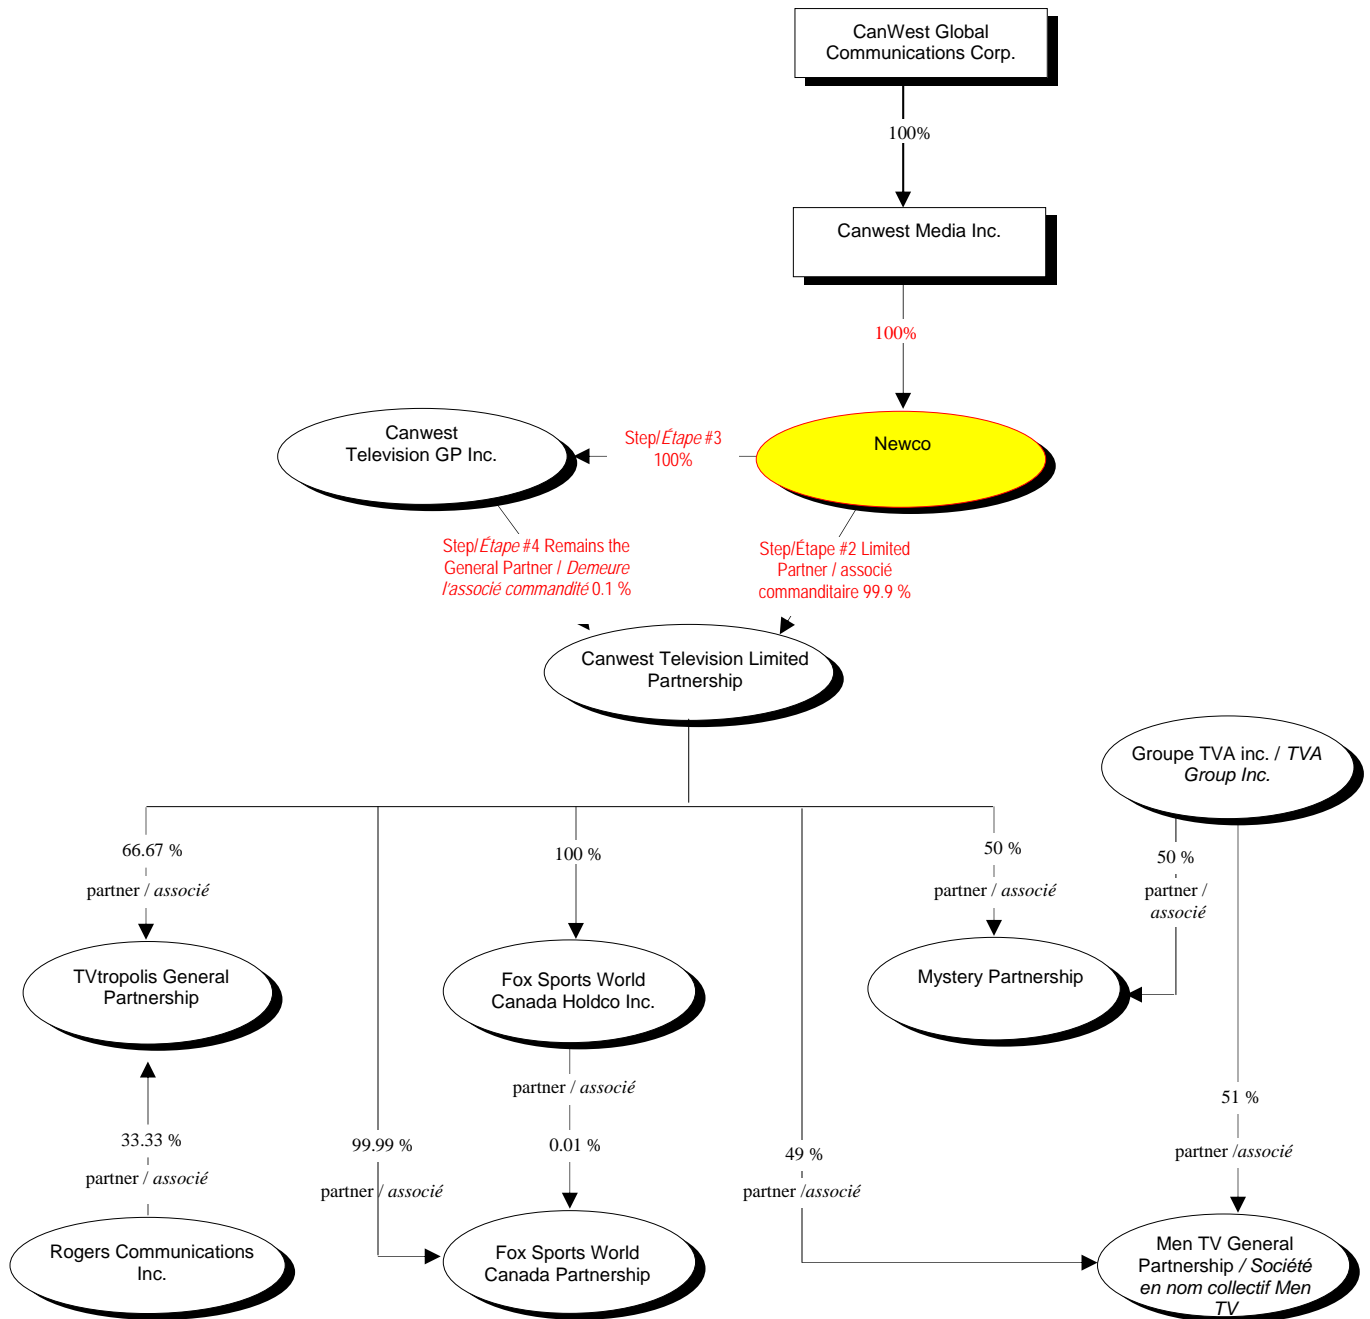 CanWest Global
Communications Corp.
100%
Canwest Media Inc.
100%
Canwest
Television GP Inc.
Step/Étape #3
100%
Newco
Step/Étape #4 Remains the
General Partner / Demeure
l'associé commandité 0.1 %
Step/Étape #2 Limited
Partner / associé
commanditaire 99.9 %
Canwest Television Limited
Partnership
Groupe TVA inc. / TVA
Group Inc.
66.67 %
partner / associé
100 %
50 %
partner / associé
50 %
partner /
associé
TVtropolis General
Partnership
Fox Sports World
Canada Holdco Inc.
Mystery Partnership
33.33 %
partner / associé
99.99 %
partner / associé
partner / associé
0.01 %
49 %
partner /associé
51 %
partner /associé
Rogers Communications
Inc.
Fox Sports World
Canada Partnership
Men TV General
Partnership / Société
en nom collectif Men
TV